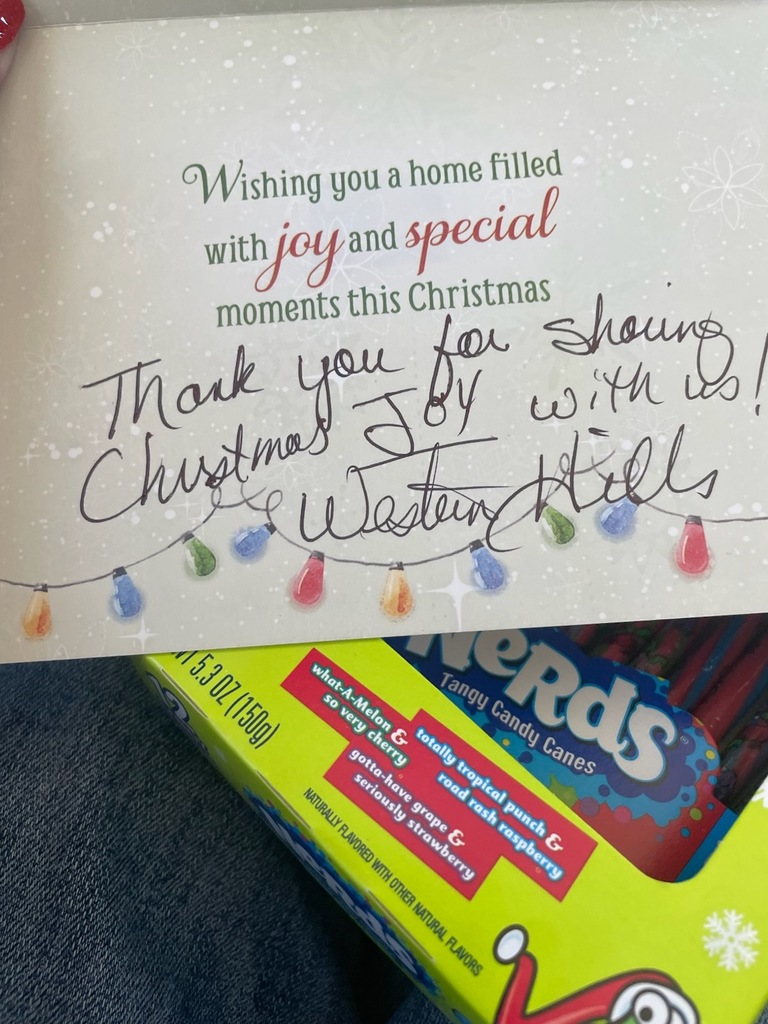 Wishing you a home filled
with joy and special
moments this Christmas
Thank you for sharing
Christmas Joy with us!
Western Hills
5.3 OZ (150g)
NeRds
Tangy Candy Canes
what-A-Melon &
so very cherry
totally tropical punch &
road rash raspberry
gotta-have grape &
seriously strawberry
NATURALLY FLAVORED WITH OTHER NATURAL FLAVORS